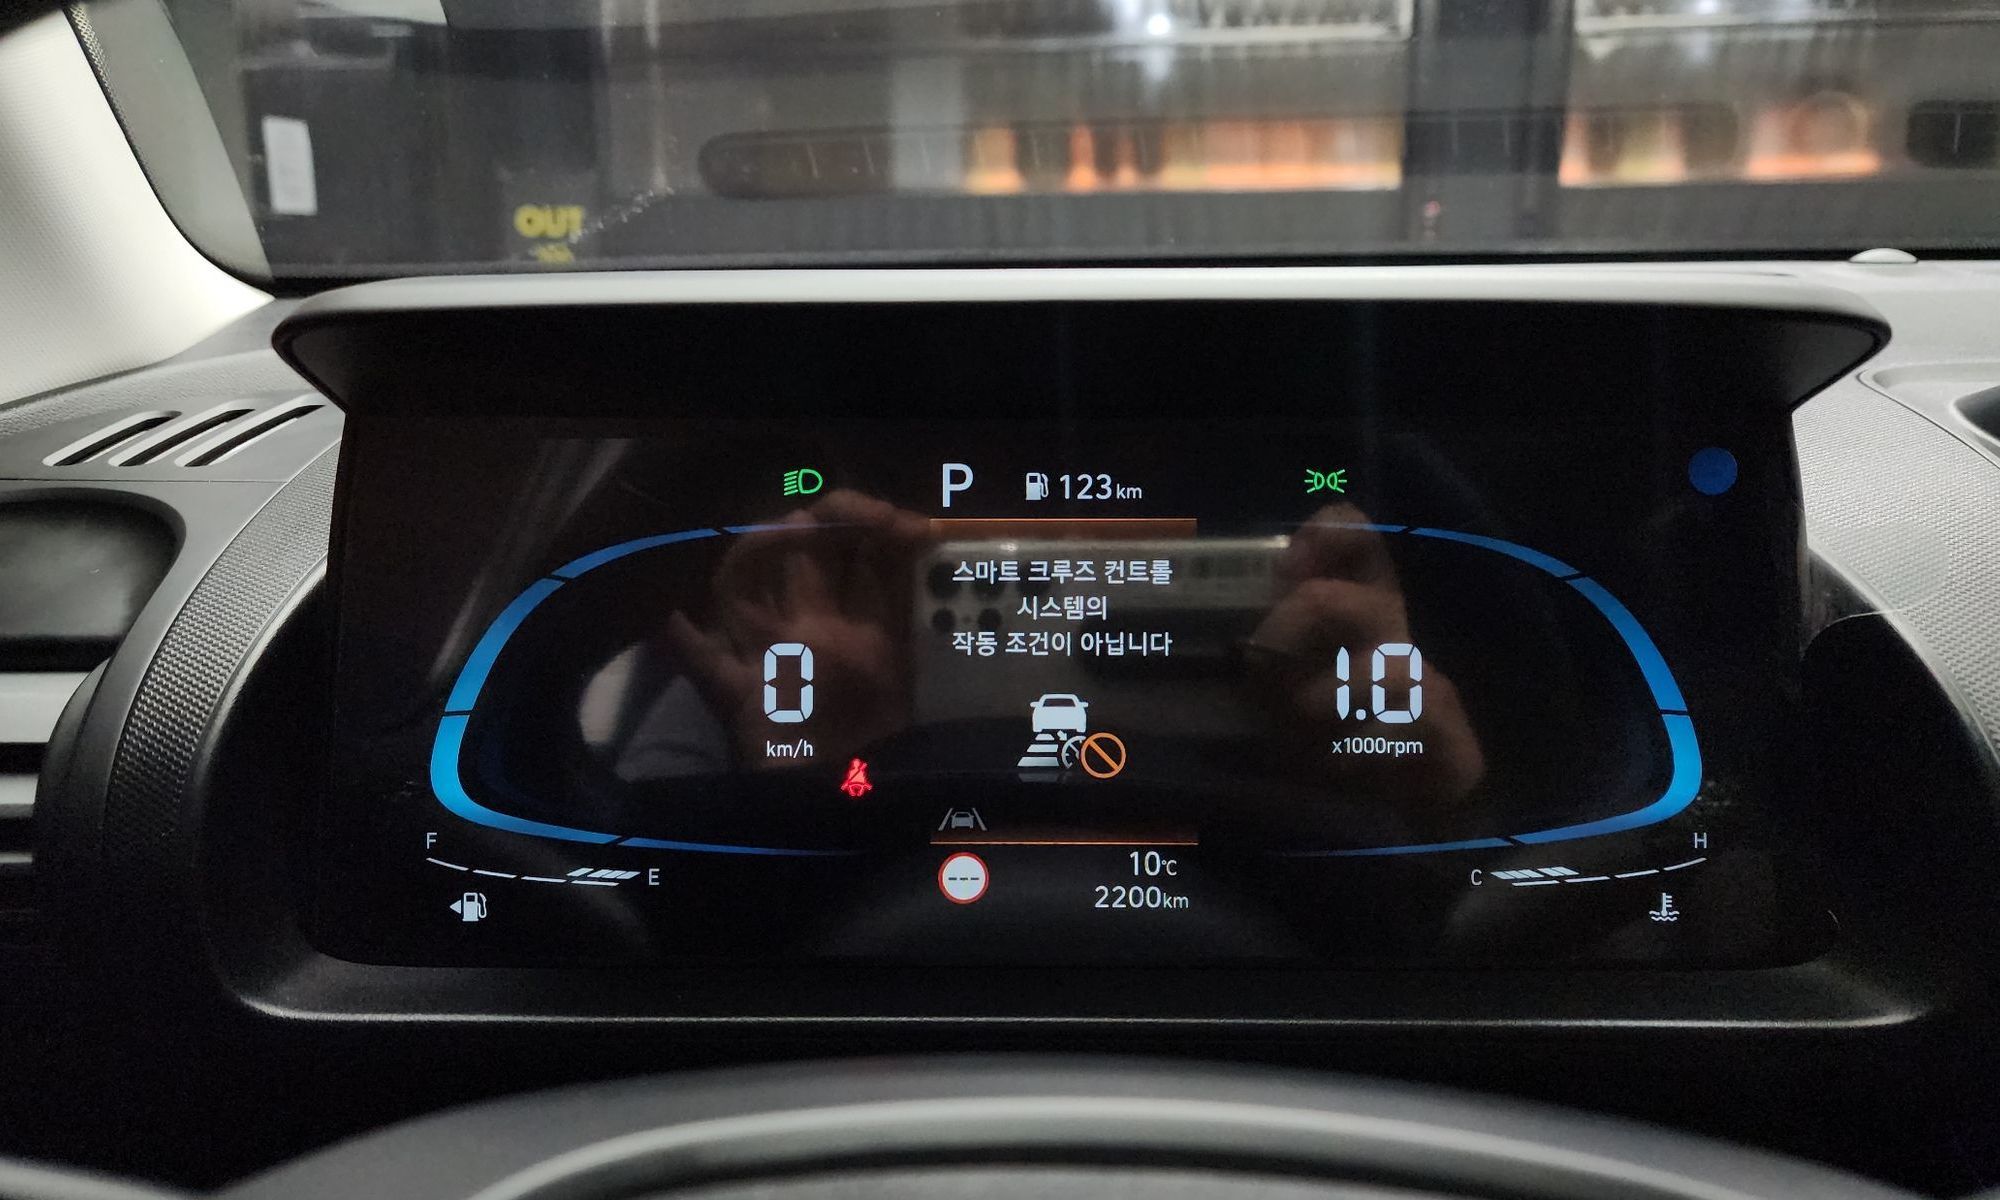 OUT
P 123km
스마트 크루즈 컨트롤
시스템의
작동 조건이 아닙니다
0
km/h
1.0
x1000rpm
F
E
---
10℃
2200km
C
H